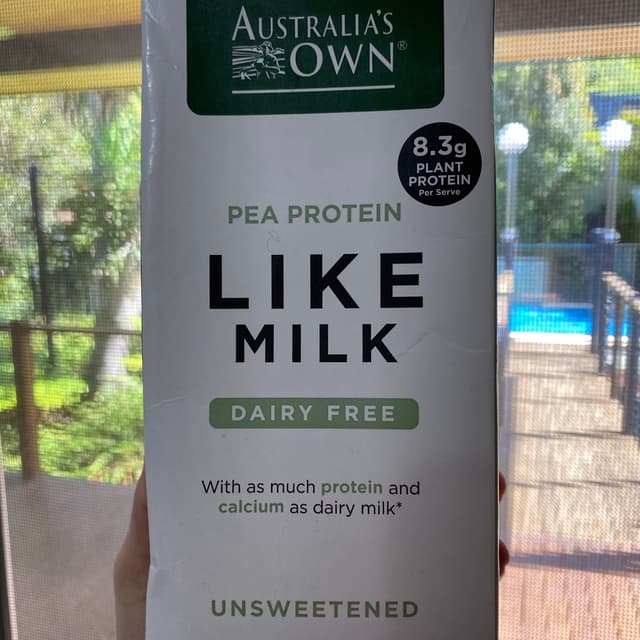 AUSTRALIA'S
OWN®
8.3g
PLANT
PROTEIN
Per Serve
PEA PROTEIN
LIKE
MILK
DAIRY FREE
With as much protein and
calcium as dairy milk*
UNSWEETENED